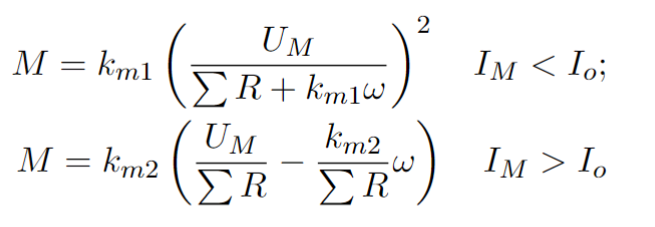 M = k_{m1} \left( \frac{U_M}{\sum R + k_{m1}\omega} \right)^2 \quad I_M < I_o;
M = k_{m2} \left( \frac{U_M}{\sum R} - \frac{k_{m2}}{\sum R}\omega \right) \quad I_M > I_o